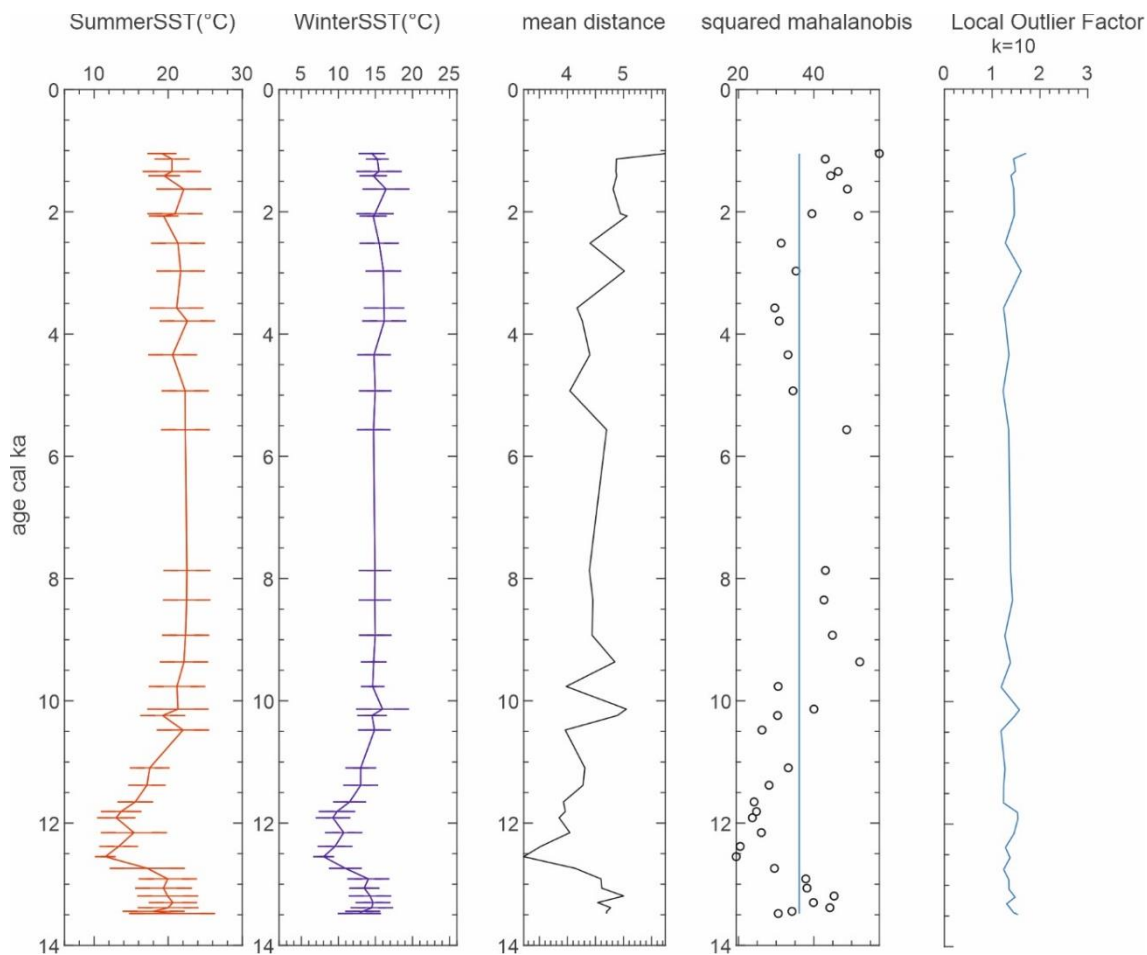 SummerSST(°C) WinterSST(°C) mean distance squared mahalanobis Local Outlier Factor
k=10
10 20 30 5 10 15 20 25 4 5 20 40 0 1 2 3
0 0 0 0 0
2 2 2 2 2
4 4 4 4 4
6 6 6 6 6
8 8 8 8 8
10 10 10 10 10
12 12 12 12 12
14 14 14 14 14
age cal ka